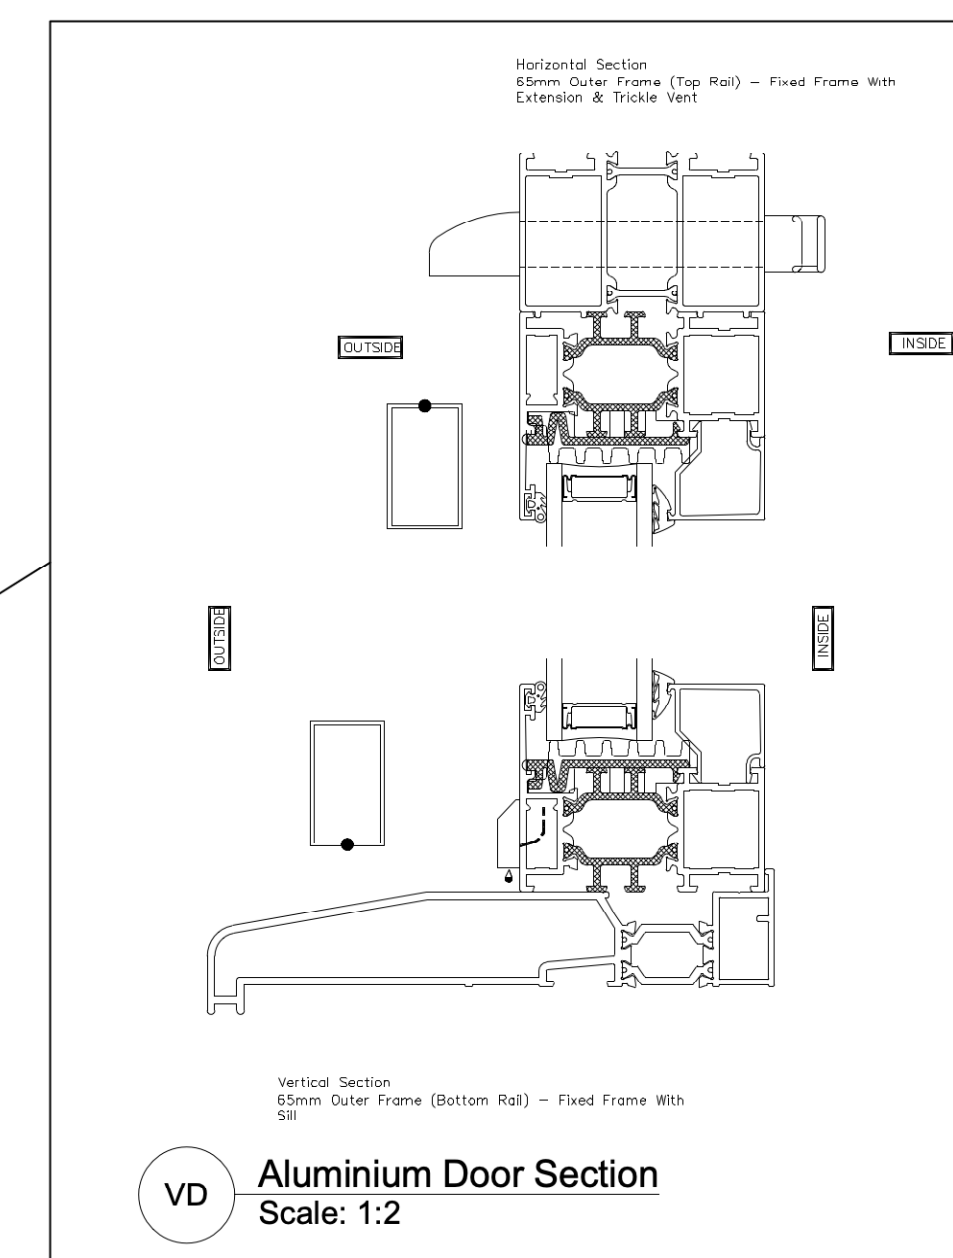 Horizontal Section
65mm Outer Frame (Top Rail) – Fixed Frame With
Extension & Trickle Vent
OUTSIDE
INSIDE
OUTSIDE
INSIDE
Vertical Section
65mm Outer Frame (Bottom Rail) – Fixed Frame With
Sill
VD
Aluminium Door Section
Scale: 1:2